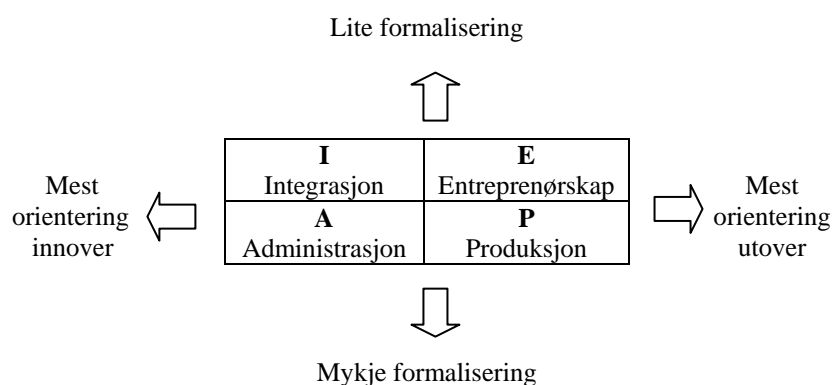 Lite formalisering
I
Integrasjon
E
Entreprenørskap
Mest
orientering
innover
A
Administrasjon
P
Produksjon
Mest
orientering
utover
Mykje formalisering